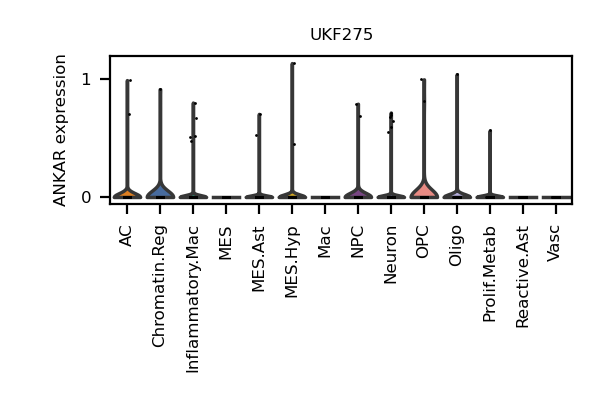 UKF275
ANKAR expression
1
0
AC
Chromatin.Reg
Inflammatory.Mac
MES
MES.Ast
MES.Hyp
Mac
NPC
Neuron
OPC
Oligo
Prolif.Metab
Reactive.Ast
Vasc